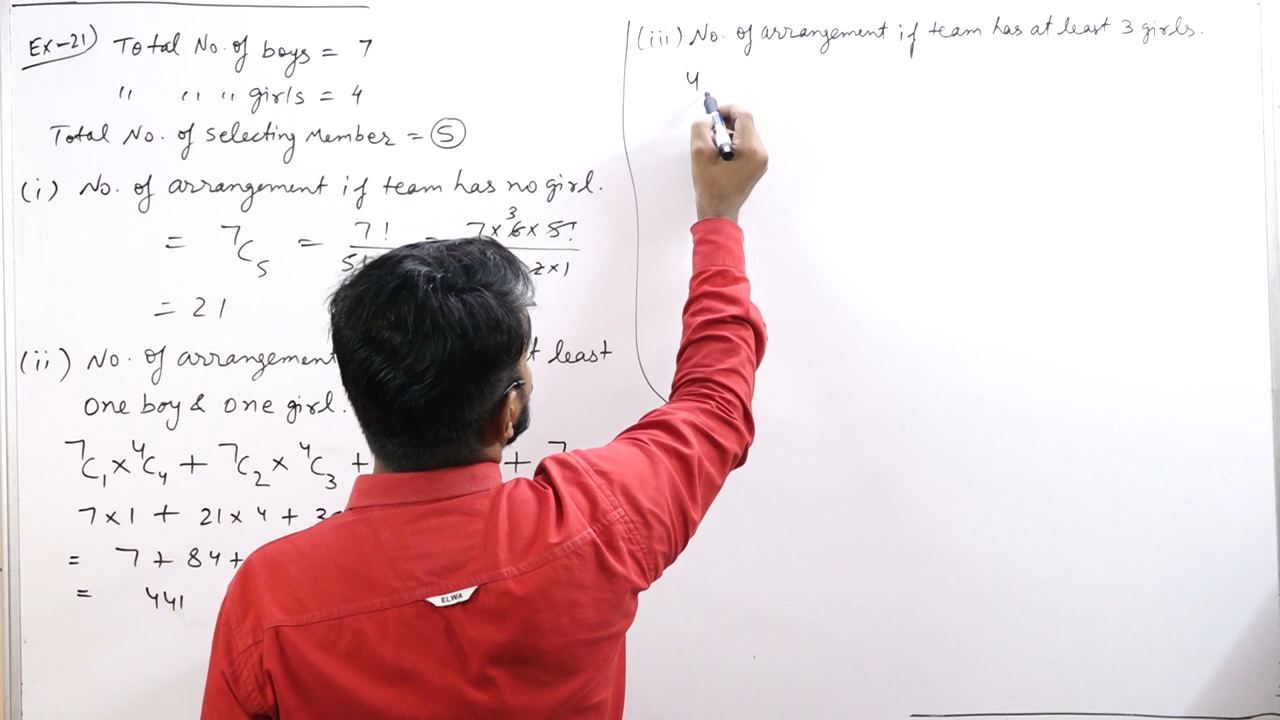 Ex-21) Total No. of boys = 7
" " " girls = 4
Total No. of selecting Member = 5
(i) No. of arrangement if team has no girl.
= ⁷C₅ = 7! 7×6×5!
3
2×1
= 21
(ii) No. of arrangement t least
One boy & One girl.
⁷C₁ × ⁴C₄ + ⁷C₂ × ⁴C₃ + + 7
7×1 + 21×4 +
= 7 + 84 +
= 441
(iii) No. of arrangement if team has at least 3 girls.
4
ELWA